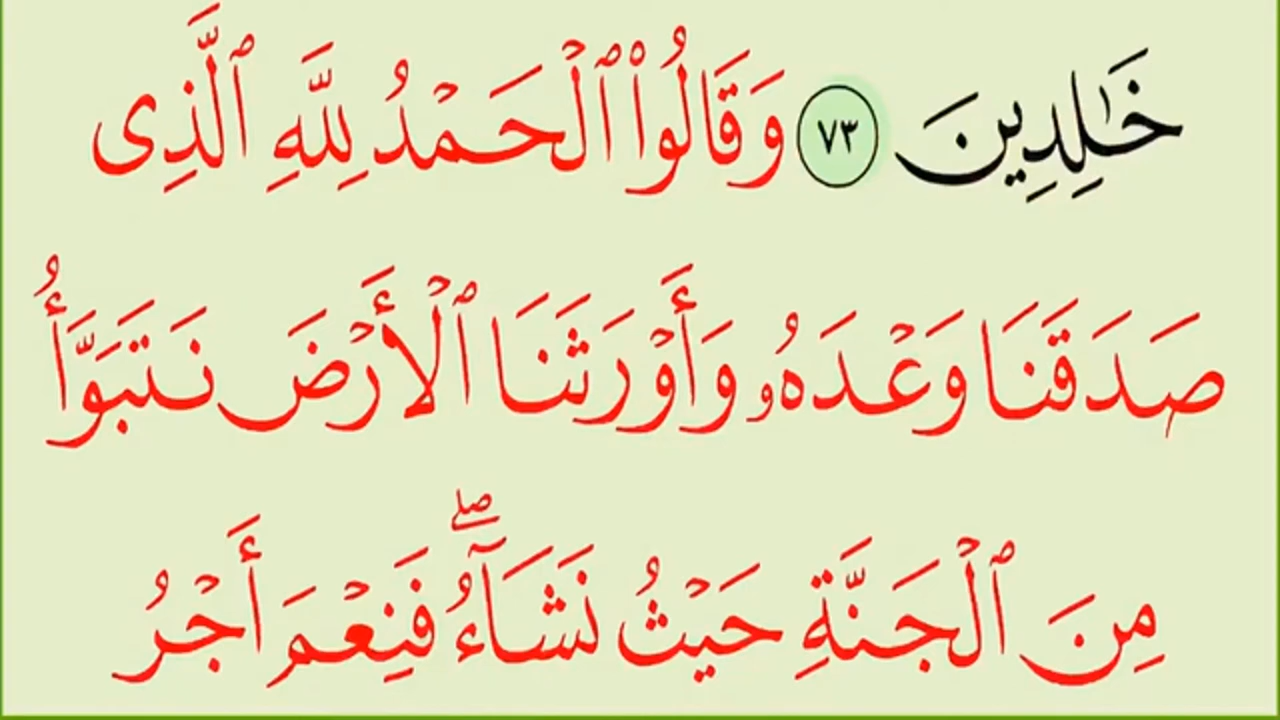 خَٰلِدِينَ ٧٣ وَقَالُوا۟ ٱلْحَمْدُ لِلَّهِ ٱلَّذِى
صَدَقَنَا وَعْدَهُۥ وَأَوْرَثَنَا ٱلْأَرْضَ نَتَبَوَّأُ
مِنَ ٱلْجَنَّةِ حَيْثُ نَشَآءُۖ فَنِعْمَ أَجْرُ